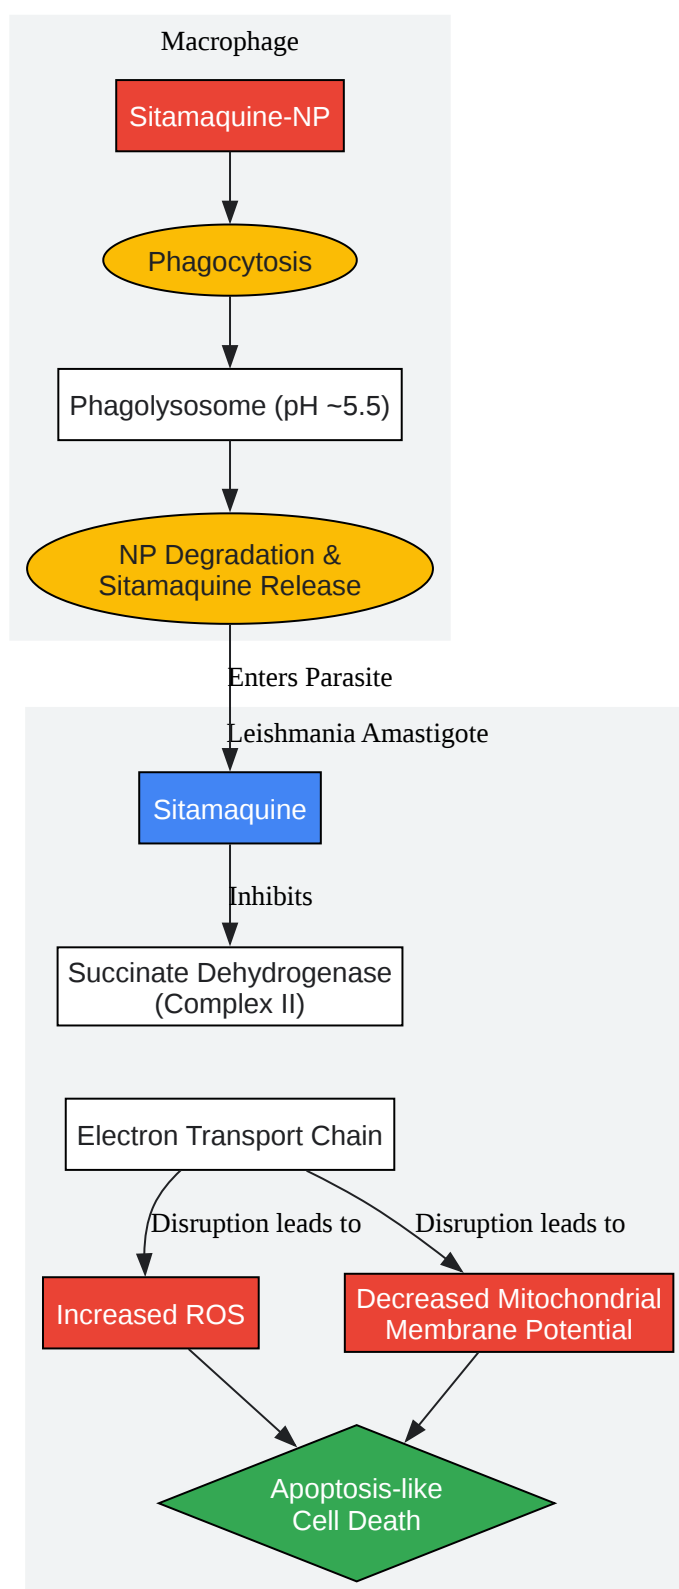 Macrophage
Sitamaquine-NP
Phagocytosis
Phagolysosome (pH ~5.5)
NP Degradation &
Sitamaquine Release
Enters Parasite
Leishmania Amastigote
Sitamaquine
Inhibits
Succinate Dehydrogenase
(Complex II)
Electron Transport Chain
Disruption leads to
Disruption leads to
Increased ROS
Decreased Mitochondrial
Membrane Potential
Apoptosis-like
Cell Death